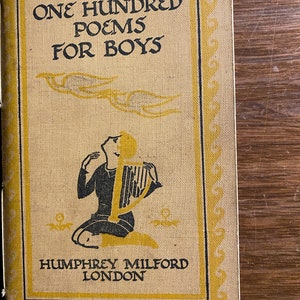 ONE HUNDRED
POEMS
FOR BOYS
HUMPHREY MILFORD
LONDON